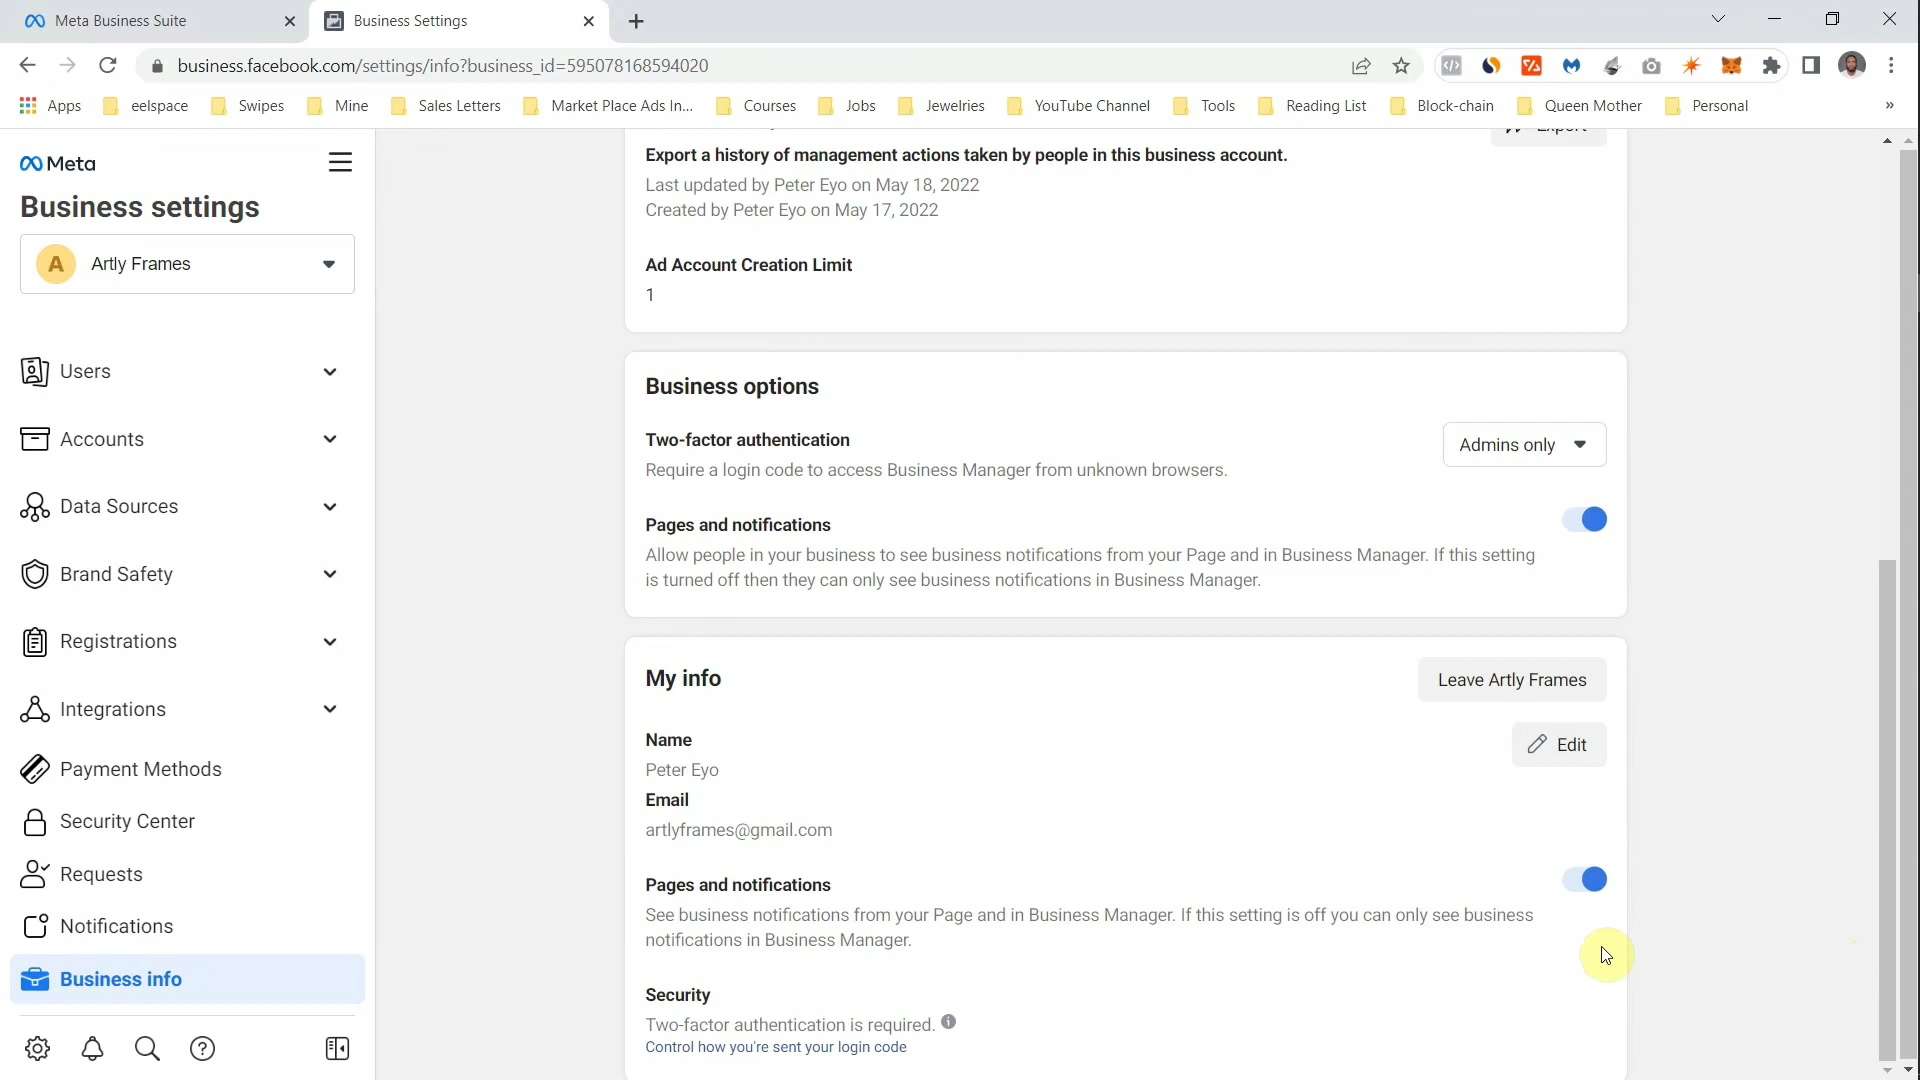 Meta Business Suite
Business Settings
business.facebook.com/settings/info?business_id=595078168594020
Apps
eelspace
Swipes
Mine
Sales Letters
Market Place Ads In...
Courses
Jobs
Jewelries
YouTube Channel
Tools
Reading List
Block-chain
Queen Mother
Personal
»
Meta
Business settings
A
Artly Frames
Users
Accounts
Data Sources
Brand Safety
Registrations
Integrations
Payment Methods
Security Center
Requests
Notifications
Business info
Export
Export a history of management actions taken by people in this business account.
Last updated by Peter Eyo on May 18, 2022
Created by Peter Eyo on May 17, 2022
Ad Account Creation Limit
1
Business options
Two-factor authentication
Require a login code to access Business Manager from unknown browsers.
Admins only
Pages and notifications
Allow people in your business to see business notifications from your Page and in Business Manager. If this setting
is turned off then they can only see business notifications in Business Manager.
My info
Leave Artly Frames
Name
Peter Eyo
Edit
Email
artlyframes@gmail.com
Pages and notifications
See business notifications from your Page and in Business Manager. If this setting is off you can only see business
notifications in Business Manager.
Security
Two-factor authentication is required.
Control how you're sent your login code